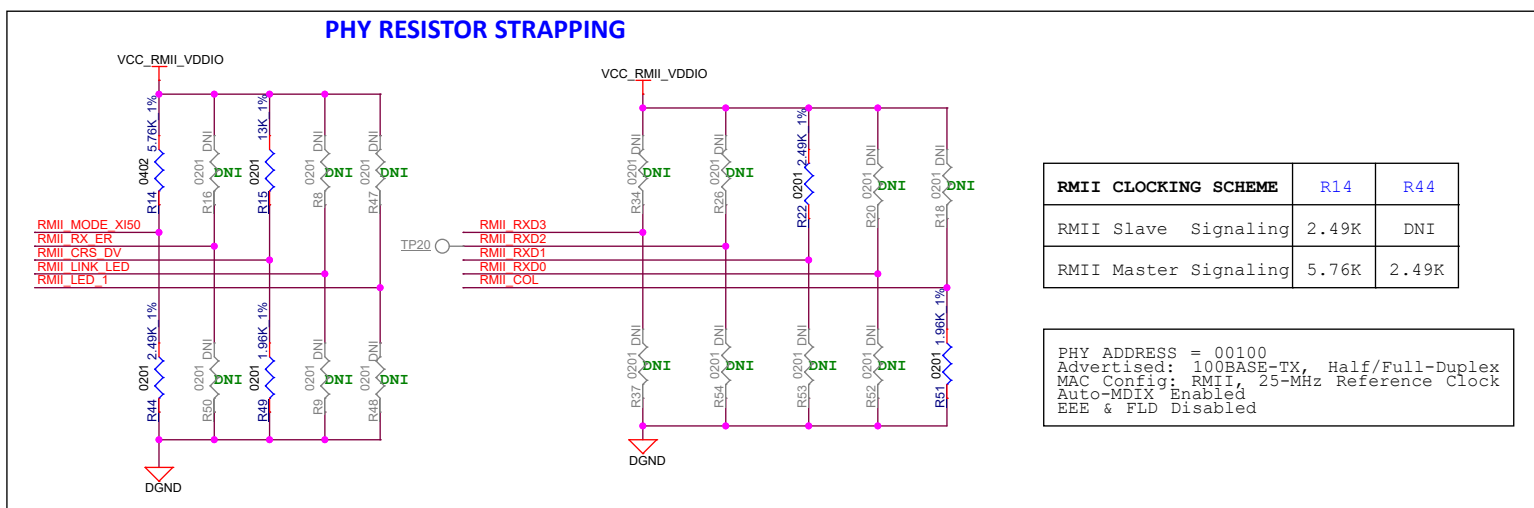 PHY RESISTOR STRAPPING
VCC_RMII_VDDIO
5.76K 1%
0402
R14
0201 DNI
DNI
R16
13K 1%
0201
R15
0201 DNI
DNI
R8
0201 DNI
DNI
R47
RMII_MODE_XI50
RMII_RX_ER
RMII_CRS_DV
RMII_LINK_LED
RMII_LED_1
2.49K 1%
0201
R44
0201 DNI
DNI
R50
1.96K 1%
0201
R49
0201 DNI
DNI
R9
0201 DNI
DNI
R48
DGND
VCC_RMII_VDDIO
0201 DNI
DNI
R34
0201 DNI
DNI
R26
2.49K 1%
0201
R22
0201 DNI
DNI
R20
0201 DNI
DNI
R18
TP20
RMII_RXD3
RMII_RXD2
RMII_RXD1
RMII_RXD0
RMII_COL
0201 DNI
DNI
R37
0201 DNI
DNI
R54
0201 DNI
DNI
R53
0201 DNI
DNI
R52
1.96K 1%
0201
R51
DGND
RMII CLOCKING SCHEME R14 R44
RMII Slave Signaling 2.49K DNI
RMII Master Signaling 5.76K 2.49K
PHY ADDRESS = 00100
Advertised: 100BASE-TX, Half/Full-Duplex
MAC Config: RMII, 25-MHz Reference Clock
Auto-MDIX Enabled
EEE & FLD Disabled